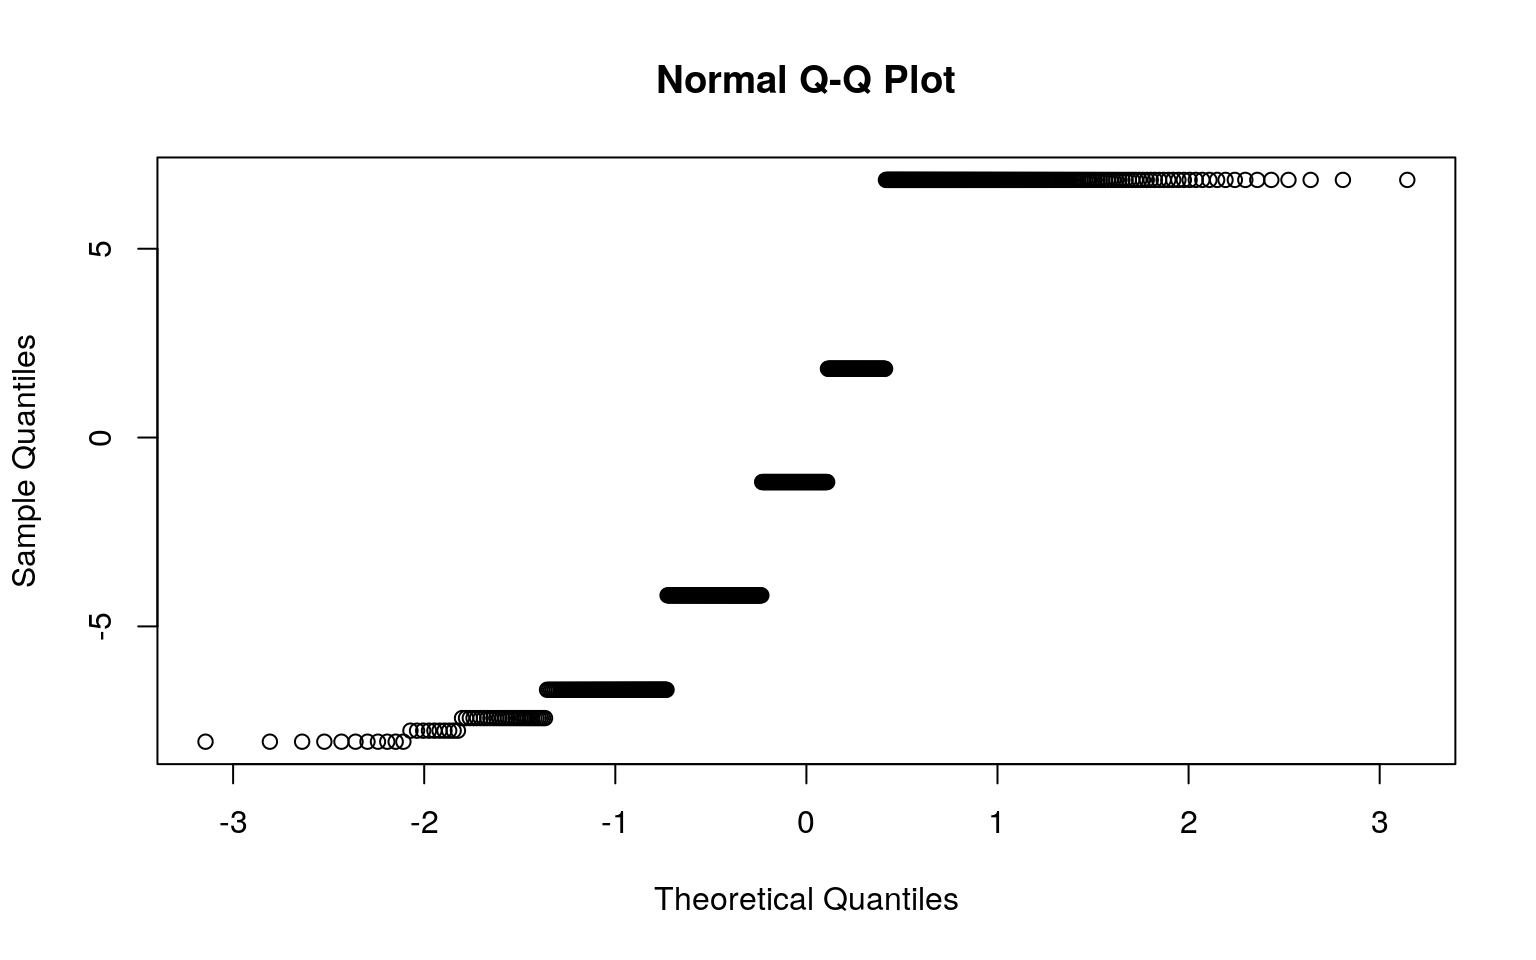 Normal Q-Q Plot
Sample Quantiles
5
0
-5
-3 -2 -1 0 1 2 3
Theoretical Quantiles